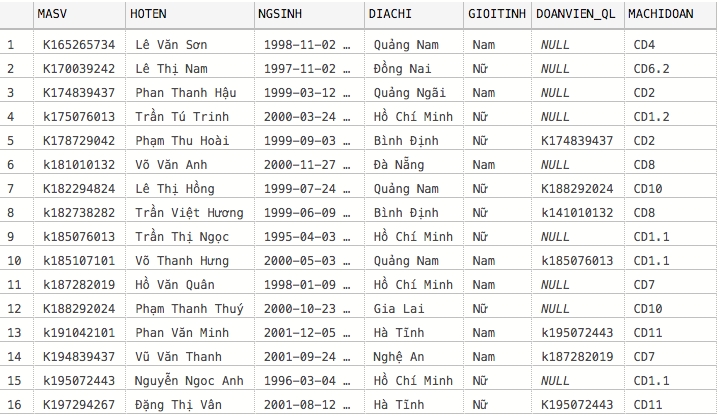 MASV HOTEN NGSINH DIACHI GIOITINH DOANVIEN_QL MACHIDOAN
1 K165265734 Lê Văn Sơn 1998-11-02 … Quảng Nam Nam NULL CD4
2 K170039242 Lê Thị Nam 1997-11-02 … Đồng Nai Nữ NULL CD6.2
3 K174839437 Phan Thanh Hậu 1999-03-12 … Quảng Ngãi Nam NULL CD2
4 k175076013 Trần Tú Trinh 2000-03-24 … Hồ Chí Minh Nữ NULL CD1.2
5 K178729042 Phạm Thu Hoài 1999-09-03 … Bình Định Nữ K174839437 CD2
6 k181010132 Võ Văn Anh 2000-11-27 … Đà Nẵng Nam NULL CD8
7 K182294824 Lê Thị Hồng 1999-07-24 … Quảng Nam Nữ K188292024 CD10
8 k182738282 Trần Việt Hương 1999-06-09 … Bình Định Nữ k141010132 CD8
9 k185076013 Trần Thị Ngọc 1995-04-03 … Hồ Chí Minh Nữ NULL CD1.1
10 k185107101 Võ Thanh Hưng 2000-05-03 … Quảng Nam Nam k185076013 CD1.1
11 k187282019 Hồ Văn Quân 1998-01-09 … Hồ Chí Minh Nam NULL CD7
12 K188292024 Phạm Thanh Thuý 2000-10-23 … Gia Lai Nữ NULL CD10
13 k191042101 Phan Văn Minh 2001-12-05 … Hà Tĩnh Nam k195072443 CD11
14 K194839437 Vũ Văn Thanh 2001-09-24 … Nghệ An Nam k187282019 CD7
15 k195072443 Nguyễn Ngoc Anh 1996-03-04 … Hồ Chí Minh Nữ NULL CD1.1
16 K197294267 Đặng Thị Vân 2001-08-12 … Hà Tĩnh Nữ K195072443 CD11